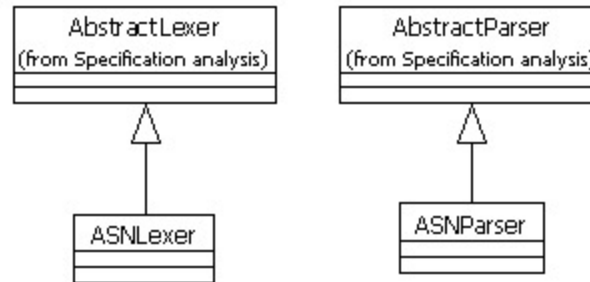 AbstractLexer
(from Specification analysis)
AbstractParser
(from Specification analysis)
ASNLexer
ASNParser